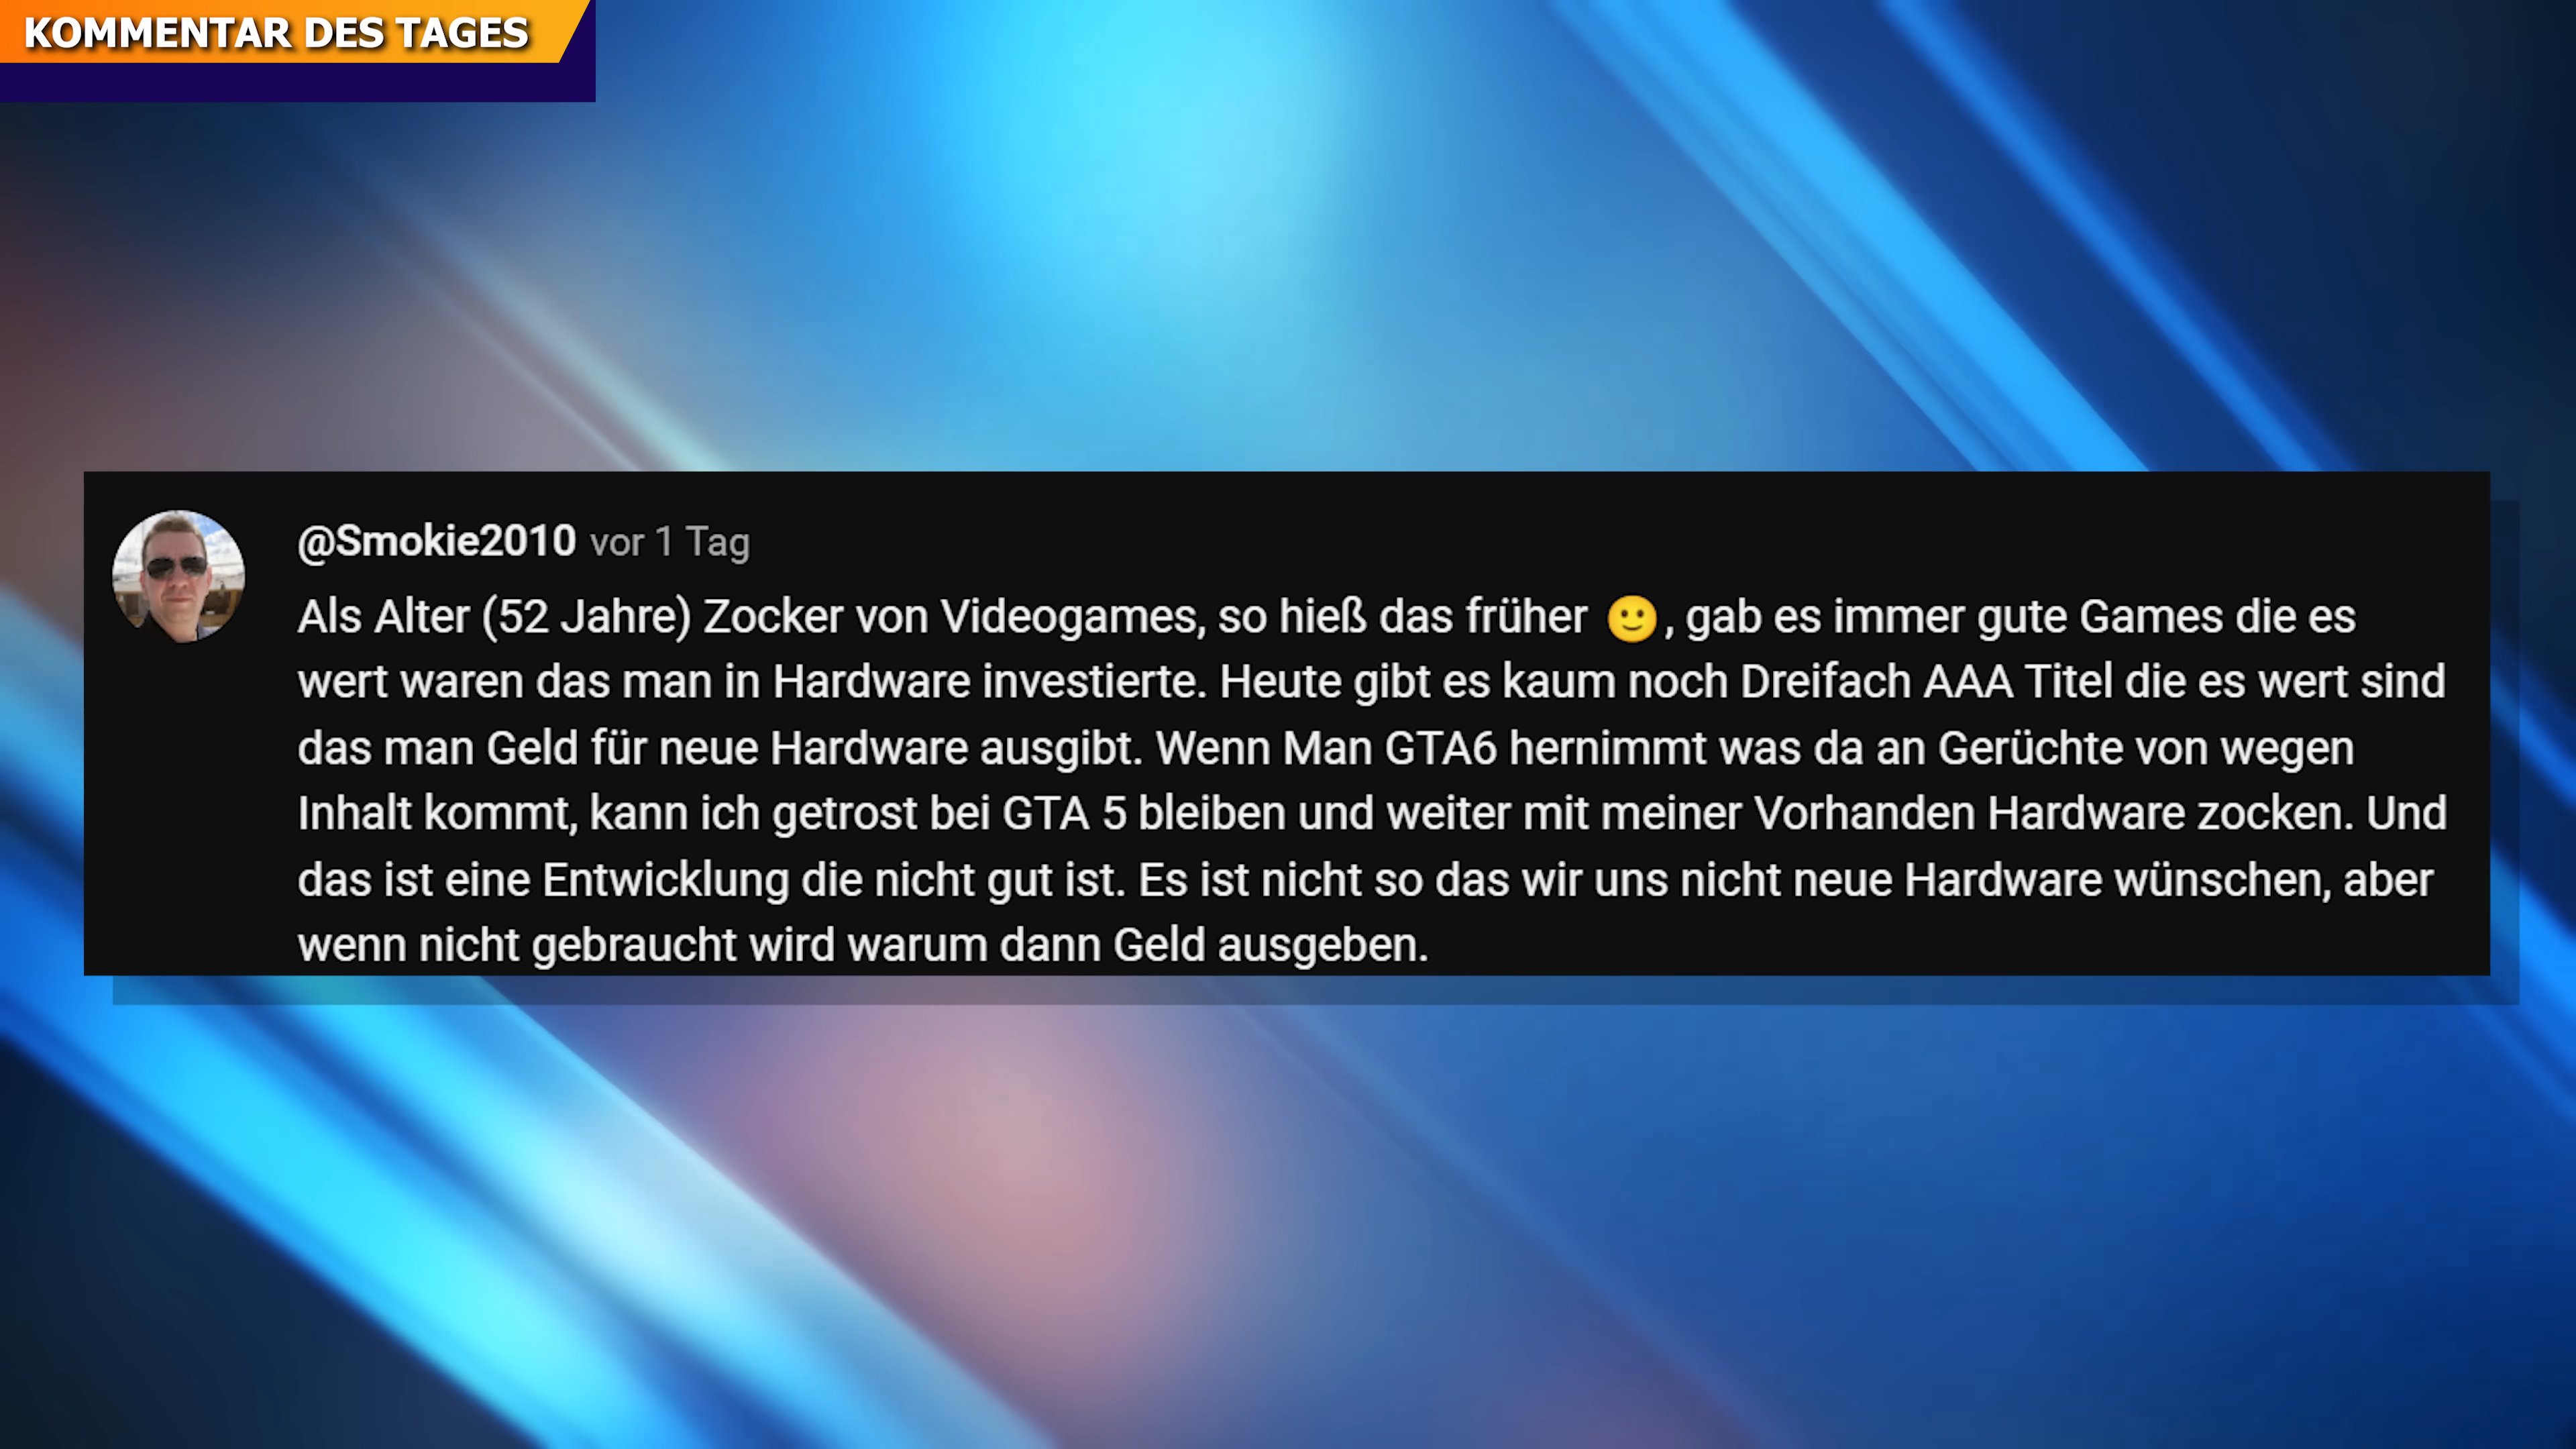 KOMMENTAR DES TAGES
@Smokie2010 vor 1 Tag
Als Alter (52 Jahre) Zocker von Videogames, so hieß das früher 🙂, gab es immer gute Games die es
wert waren das man in Hardware investierte. Heute gibt es kaum noch Dreifach AAA Titel die es wert sind
das man Geld für neue Hardware ausgibt. Wenn Man GTA6 hernimmt was da an Gerüchte von wegen
Inhalt kommt, kann ich getrost bei GTA 5 bleiben und weiter mit meiner Vorhanden Hardware zocken. Und
das ist eine Entwicklung die nicht gut ist. Es ist nicht so das wir uns nicht neue Hardware wünschen, aber
wenn nicht gebraucht wird warum dann Geld ausgeben.